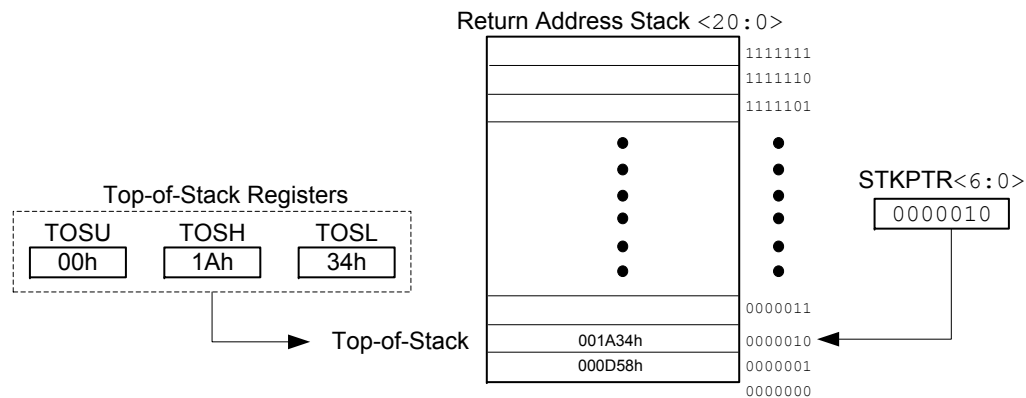 Return Address Stack <20:0>
1111111
1111110
1111101
STKPTR<6:0>
0000010
Top-of-Stack Registers
TOSU TOSH TOSL
00h 1Ah 34h
0000011
Top-of-Stack 001A34h 0000010
000D58h 0000001
0000000